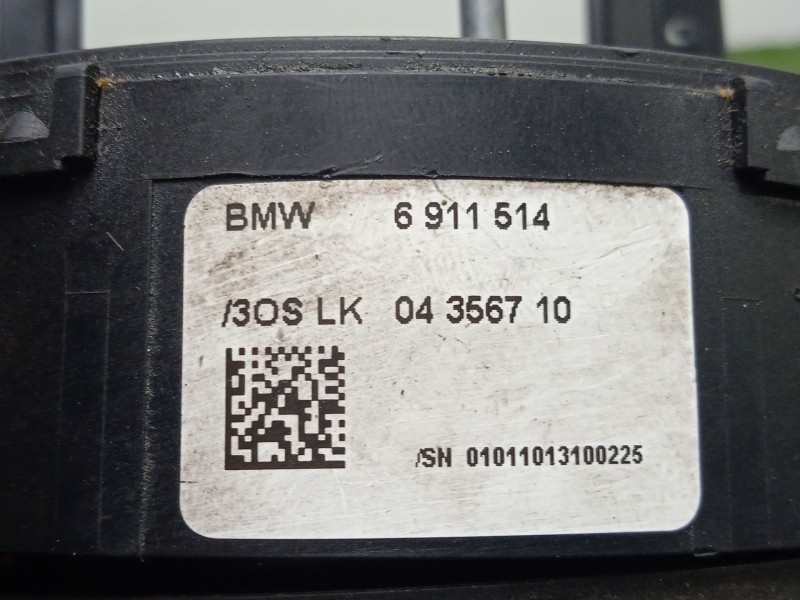 BMW 6 911 514
/3OS LK 04 3567 10
/SN 01011013100225